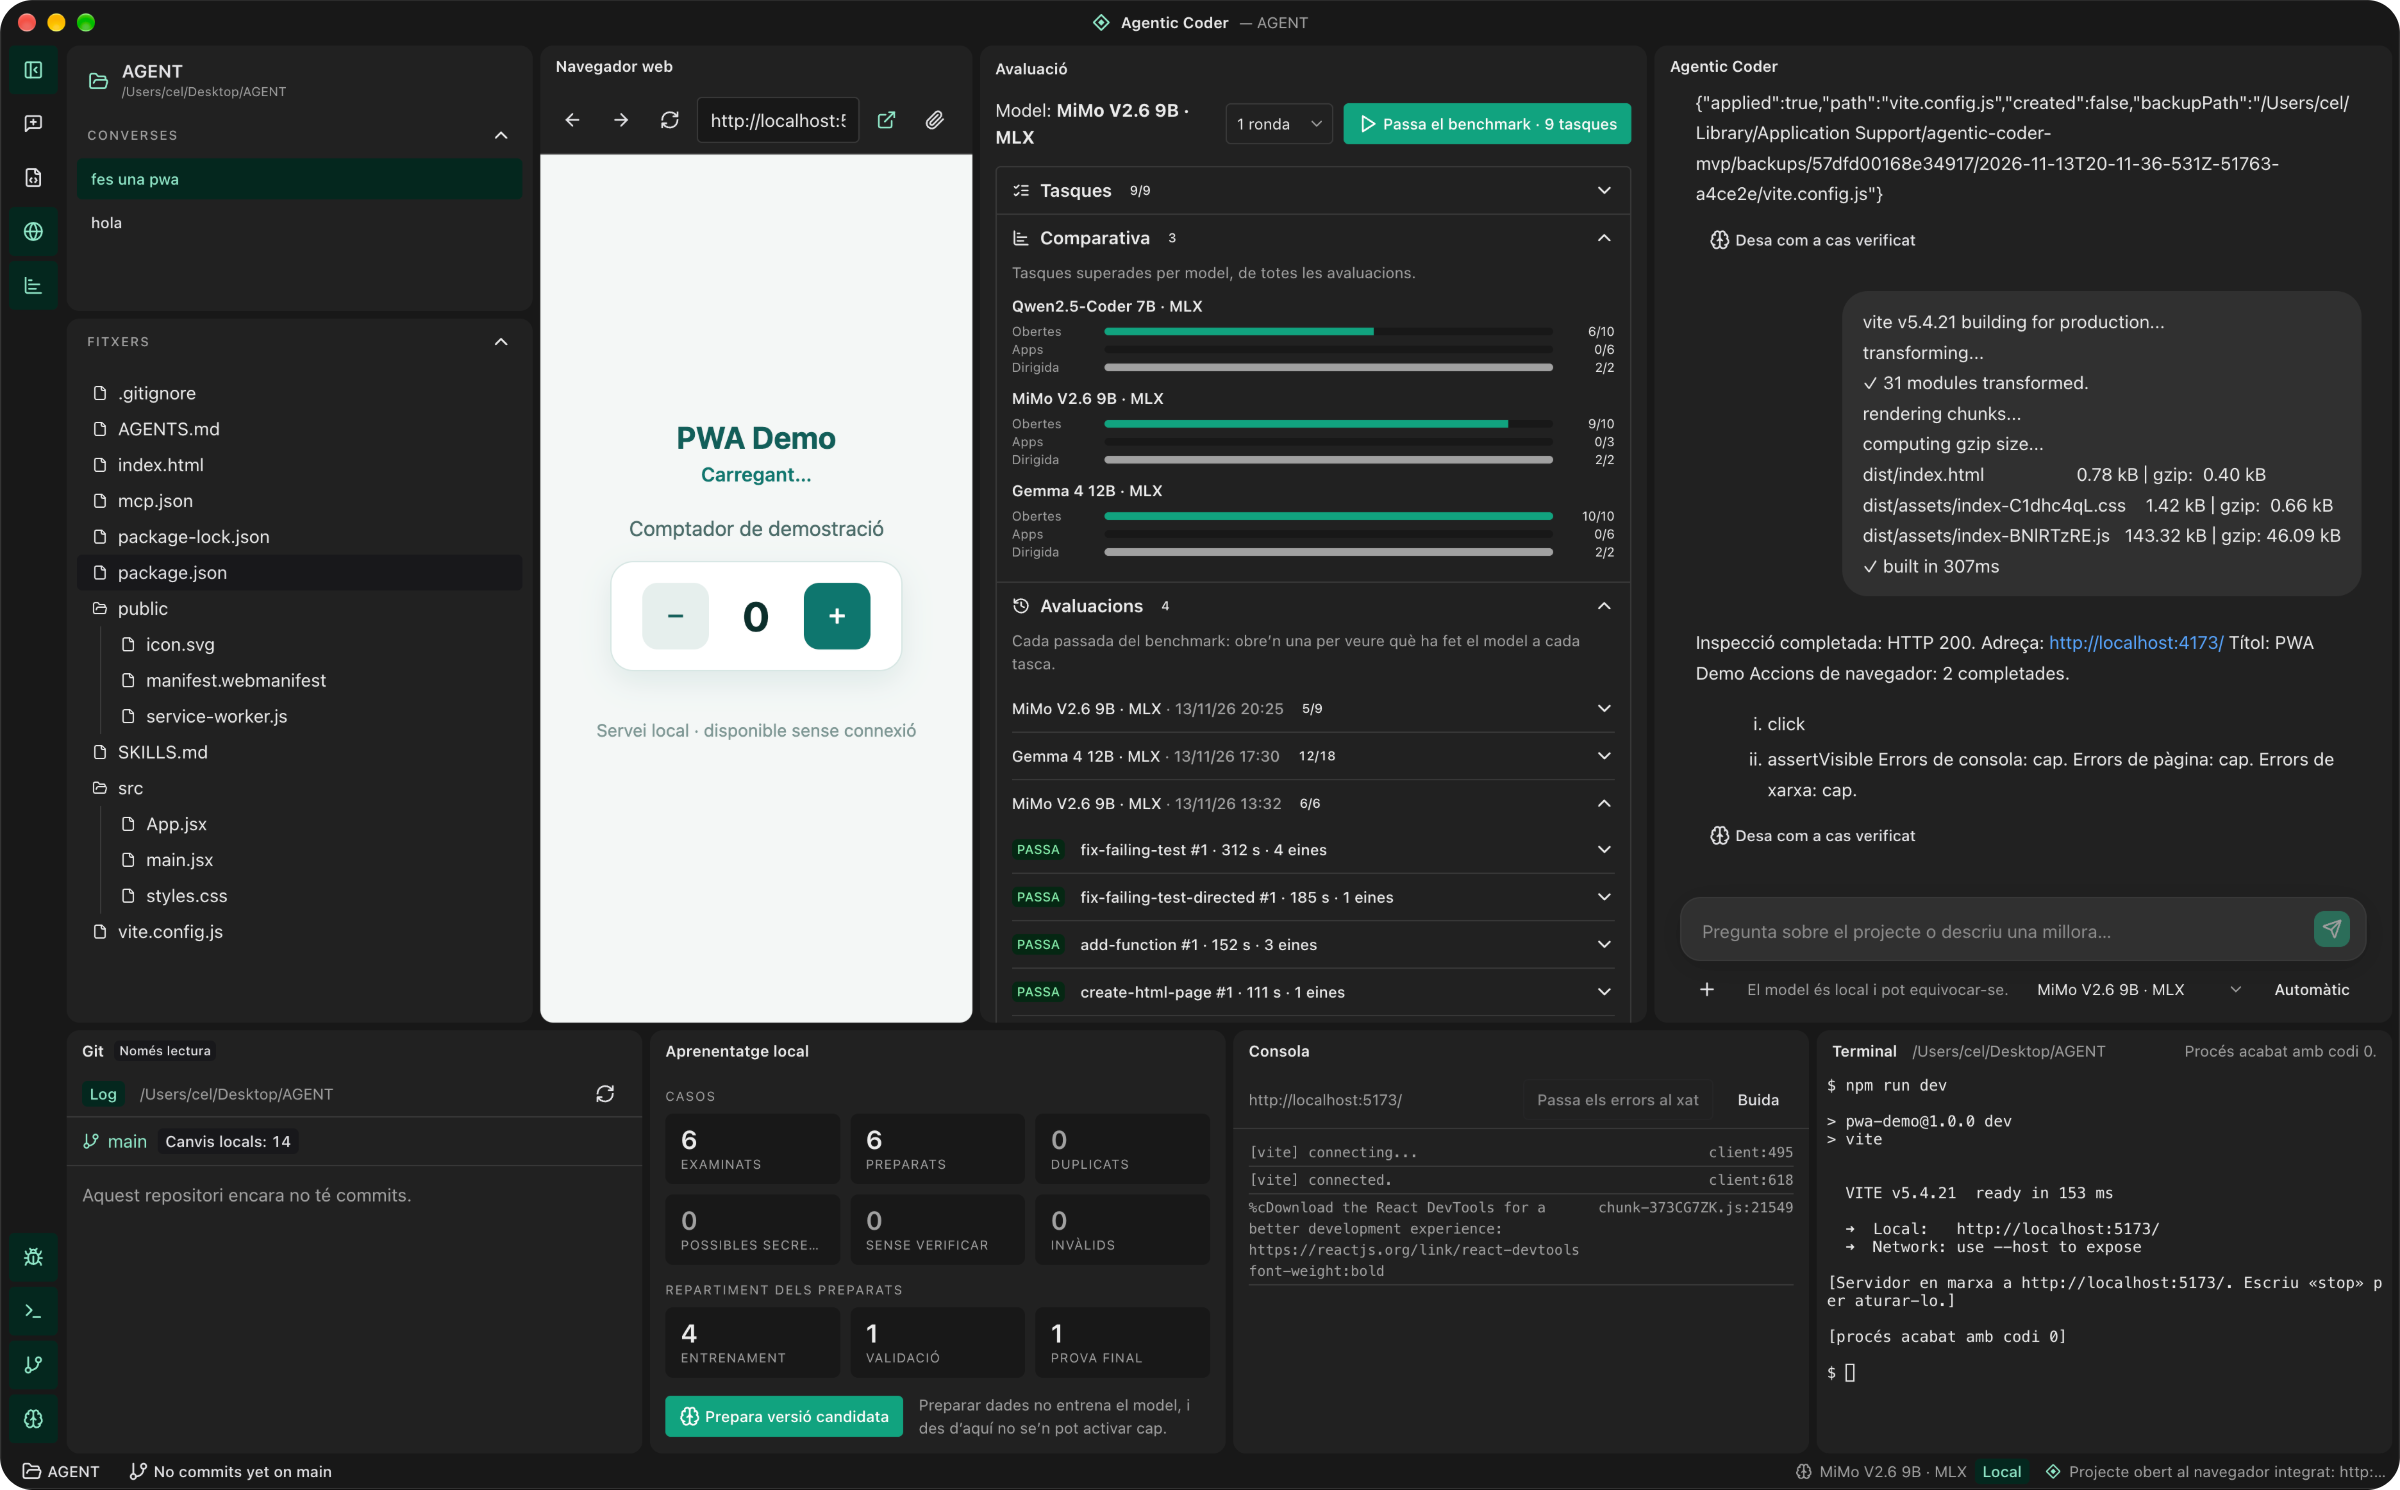 Agentic Coder — AGENT
AGENT
/Users/cel/Desktop/AGENT
CONVERSES
fes una pwa
hola
FITXERS
.gitignore
AGENTS.md
index.html
mcp.json
package-lock.json
package.json
public
icon.svg
manifest.webmanifest
service-worker.js
SKILLS.md
src
App.jsx
main.jsx
styles.css
vite.config.js
Navegador web
http://localhost:5
PWA Demo
Carregant...
Comptador de demostració
− 0 +
Servei local · disponible sense connexió
Avaluació
Model: MiMo V2.6 9B ·
MLX
1 ronda
Passa el benchmark · 9 tasques
Tasques 9/9
Comparativa 3
Tasques superades per model, de totes les avaluacions.
Qwen2.5-Coder 7B · MLX
Obertes 6/10
Apps 0/6
Dirigida 2/2
MiMo V2.6 9B · MLX
Obertes 9/10
Apps 0/3
Dirigida 2/2
Gemma 4 12B · MLX
Obertes 10/10
Apps 0/6
Dirigida 2/2
Avaluacions 4
Cada passada del benchmark: obre’n una per veure què ha fet el model a cada
tasca.
MiMo V2.6 9B · MLX · 13/11/26 20:25 5/9
Gemma 4 12B · MLX · 13/11/26 17:30 12/18
MiMo V2.6 9B · MLX · 13/11/26 13:32 6/6
PASSA fix-failing-test #1 · 312 s · 4 eines
PASSA fix-failing-test-directed #1 · 185 s · 1 eines
PASSA add-function #1 · 152 s · 3 eines
PASSA create-html-page #1 · 111 s · 1 eines
Agentic Coder
{"applied":true,"path":"vite.config.js","created":false,"backupPath":"/Users/cel/
Library/Application Support/agentic-coder-
mvp/backups/57dfd00168e34917/2026-11-13T20-11-36-531Z-51763-
a4ce2e/vite.config.js"}
Desa com a cas verificat
vite v5.4.21 building for production...
transforming...
✓ 31 modules transformed.
rendering chunks...
computing gzip size...
dist/index.html 0.78 kB | gzip: 0.40 kB
dist/assets/index-C1dhc4qL.css 1.42 kB | gzip: 0.66 kB
dist/assets/index-BNlRTzRE.js 143.32 kB | gzip: 46.09 kB
✓ built in 307ms
Inspecció completada: HTTP 200. Adreça: http://localhost:4173/ Títol: PWA
Demo Accions de navegador: 2 completades.
i. click
ii. assertVisible Errors de consola: cap. Errors de pàgina: cap. Errors de
xarxa: cap.
Desa com a cas verificat
Pregunta sobre el projecte o descriu una millora...
El model és local i pot equivocar-se. MiMo V2.6 9B · MLX Automàtic
Git Només lectura
Log /Users/cel/Desktop/AGENT
main Canvis locals: 14
Aquest repositori encara no té commits.
Aprenentatge local
CASOS
6 6 0
EXAMINATS PREPARATS DUPLICATS
0 0 0
POSSIBLES SECRE... SENSE VERIFICAR INVÀLIDS
REPARTIMENT DELS PREPARATS
4 1 1
ENTRENAMENT VALIDACIÓ PROVA FINAL
Prepara versió candidata
Preparar dades no entrena el model, i
des d’aquí no se’n pot activar cap.
Consola
http://localhost:5173/ Passa els errors al xat Buida
[vite] connecting... client:495
[vite] connected. client:618
%cDownload the React DevTools for a chunk-373CG7ZK.js:21549
better development experience:
https://reactjs.org/link/react-devtools
font-weight:bold
Terminal /Users/cel/Desktop/AGENT Procés acabat amb codi 0.
$ npm run dev
> pwa-demo@1.0.0 dev
> vite
VITE v5.4.21 ready in 153 ms
➜ Local: http://localhost:5173/
➜ Network: use --host to expose
[Servidor en marxa a http://localhost:5173/. Escriu «stop» p
er aturar-lo.]
[procés acabat amb codi 0]
$
AGENT No commits yet on main
MiMo V2.6 9B · MLX Local Projecte obert al navegador integrat: http:...